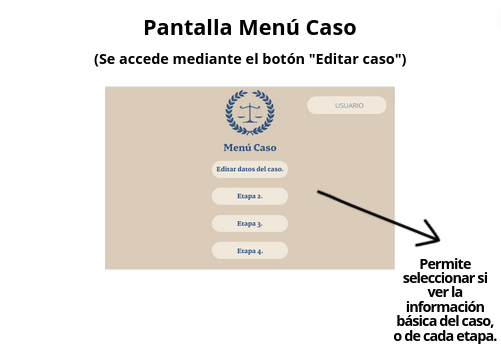 Pantalla Menú Caso
(Se accede mediante el botón "Editar caso")
USUARIO
Menú Caso
Editar datos del caso.
Etapa 2.
Etapa 3.
Etapa 4.
Permite
seleccionar si
ver la
información
básica del caso,
o de cada etapa.